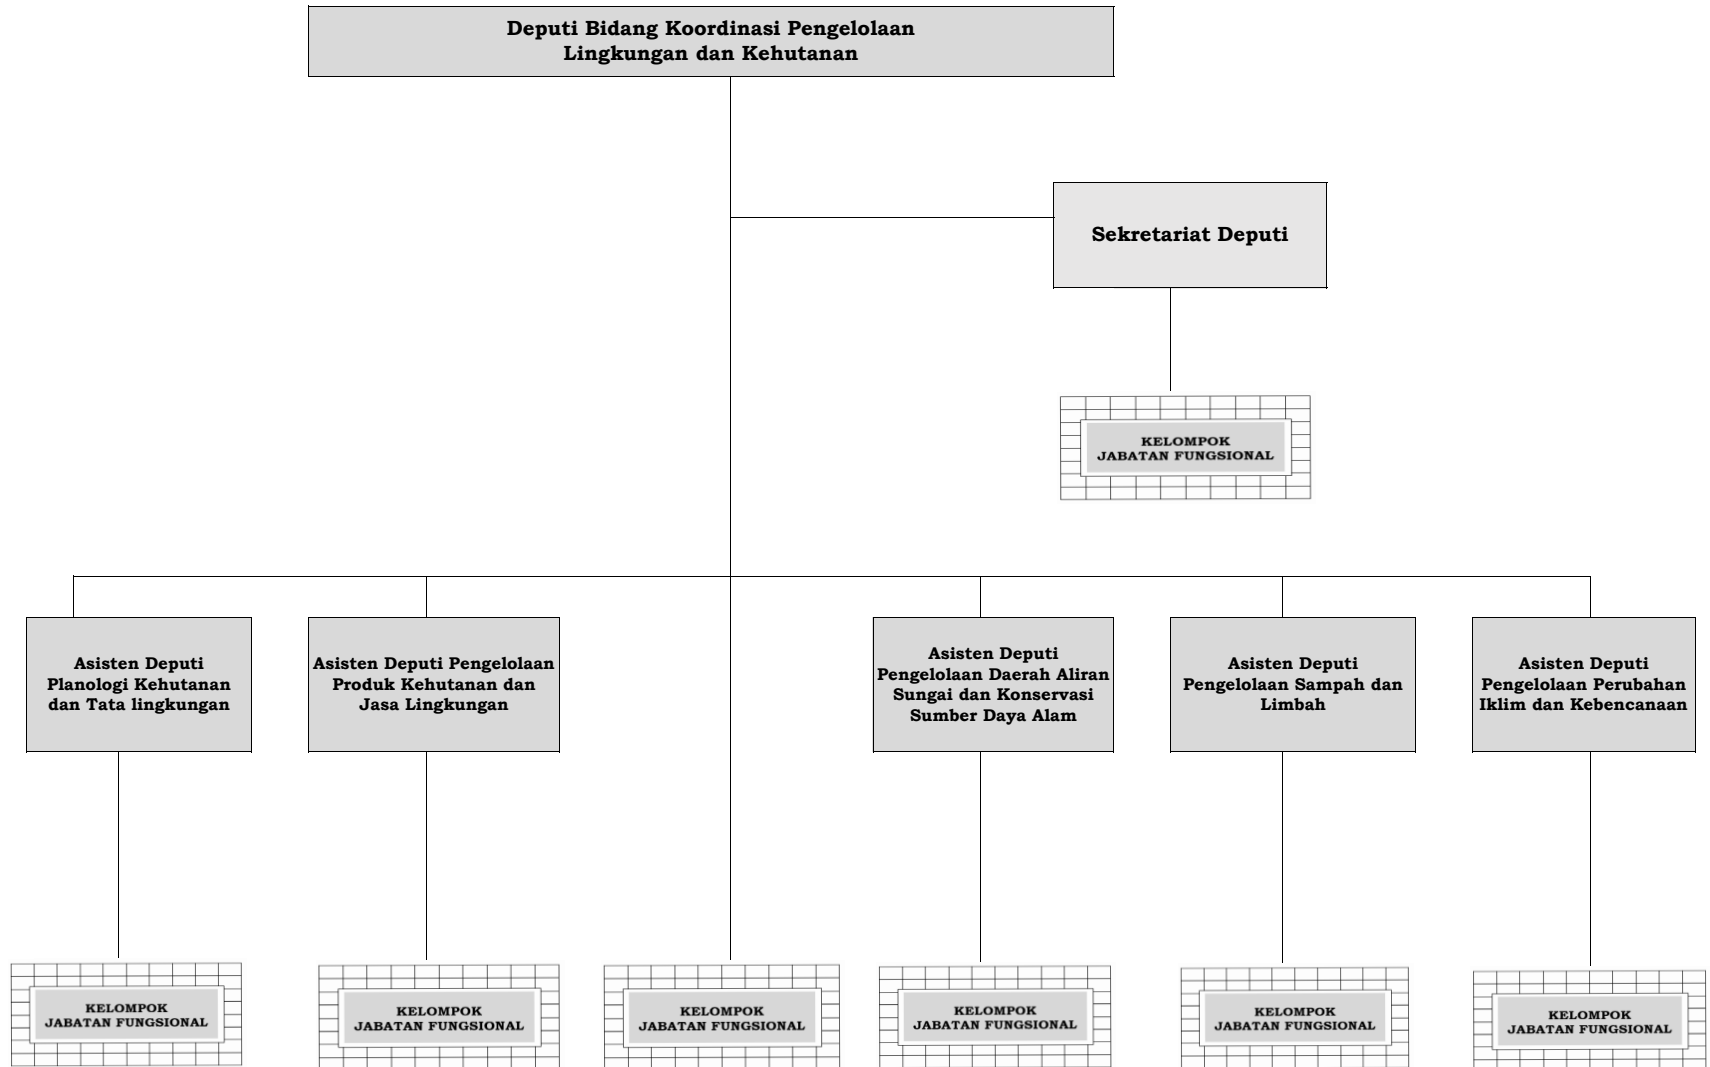 Deputi Bidang Koordinasi Pengelolaan
Lingkungan dan Kehutanan
Sekretariat Deputi
KELOMPOK
JABATAN FUNGSIONAL
Asisten Deputi
Planologi Kehutanan
dan Tata lingkungan
Asisten Deputi Pengelolaan
Produk Kehutanan dan
Jasa Lingkungan
Asisten Deputi
Pengelolaan Daerah Aliran
Sungai dan Konservasi
Sumber Daya Alam
Asisten Deputi
Pengelolaan Sampah dan
Limbah
Asisten Deputi
Pengelolaan Perubahan
Iklim dan Kebencanaan
KELOMPOK
JABATAN FUNGSIONAL
KELOMPOK
JABATAN FUNGSIONAL
KELOMPOK
JABATAN FUNGSIONAL
KELOMPOK
JABATAN FUNGSIONAL
KELOMPOK
JABATAN FUNGSIONAL
KELOMPOK
JABATAN FUNGSIONAL